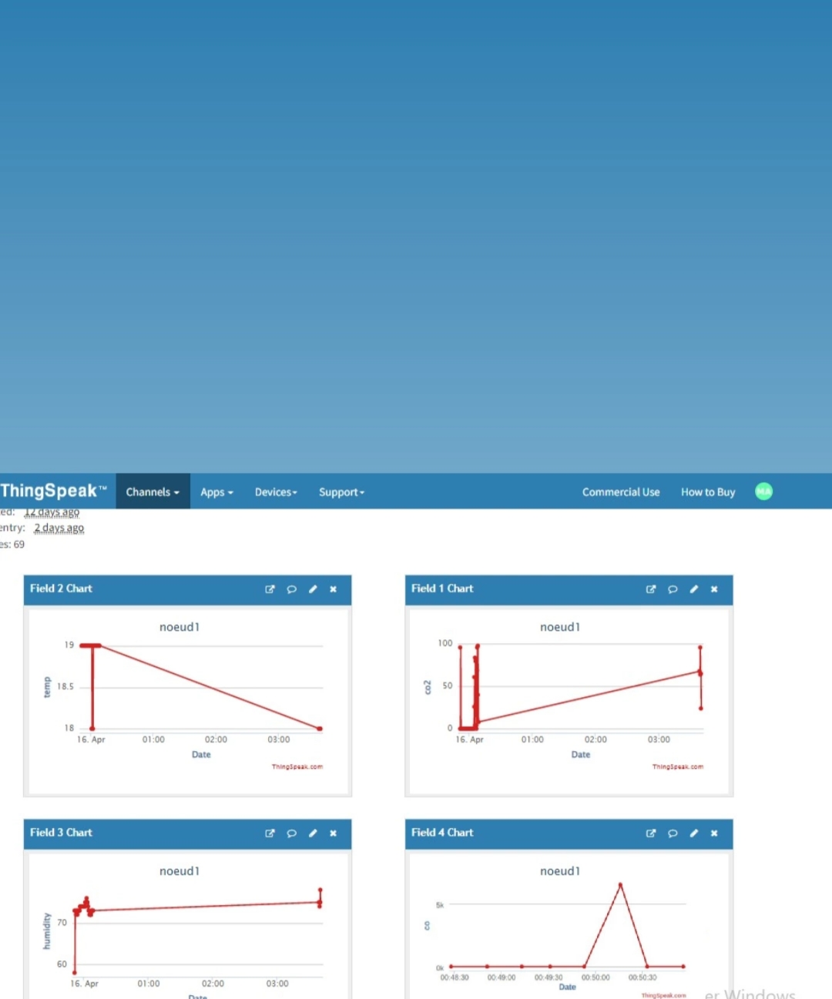 ThingSpeak™ Channels Apps Devices Support Commercial Use How to Buy MA
ed: 12 days ago
entry: 2 days ago
es: 69
Field 2 Chart
noeud1
19
18.5
18
temp
16. Apr 01:00 02:00 03:00
Date
ThingSpeak.com
Field 1 Chart
noeud1
100
50
0
co2
16. Apr 01:00 02:00 03:00
Date
ThingSpeak.com
Field 3 Chart
noeud1
70
60
humidity
16. Apr 01:00 02:00 03:00
Date
Field 4 Chart
noeud1
5k
0k
co
00:48:30 00:49:00 00:49:30 00:50:00 00:50:30
Date
ThingSpeak.com
er Windows